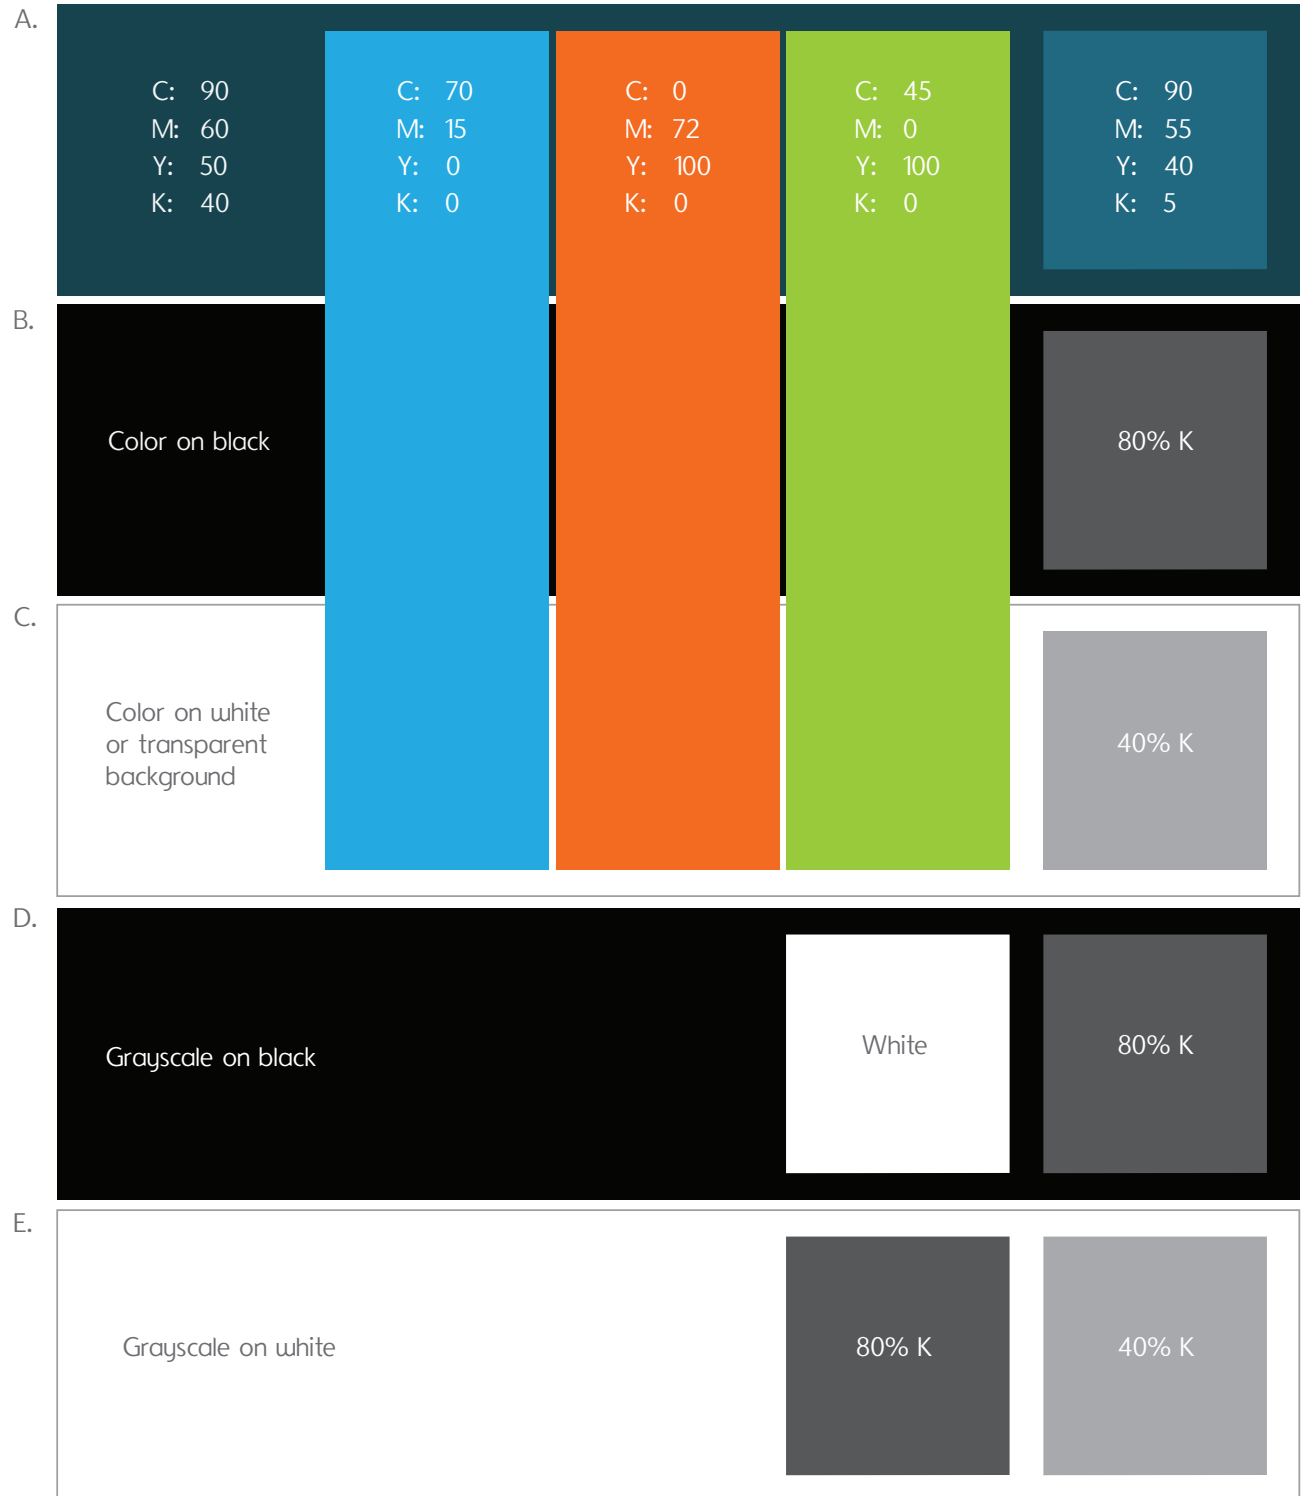 A.
C: 90
M: 60
Y: 50
K: 40
C: 70
M: 15
Y: 0
K: 0
C: 0
M: 72
Y: 100
K: 0
C: 45
M: 0
Y: 100
K: 0
C: 90
M: 55
Y: 40
K: 5
B.
Color on black
80% K
C.
Color on white
or transparent
background
40% K
D.
Grayscale on black
White
80% K
E.
Grayscale on white
80% K
40% K